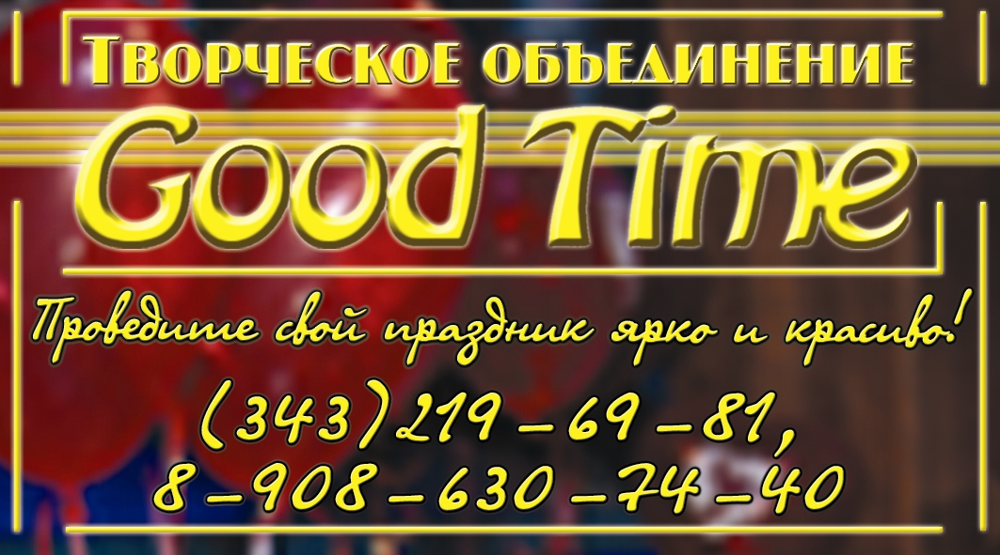 Творческое объединение
Good Time
Проведите свой праздник ярко и красиво!
(343)219-69-81,
8-908-630-74-40